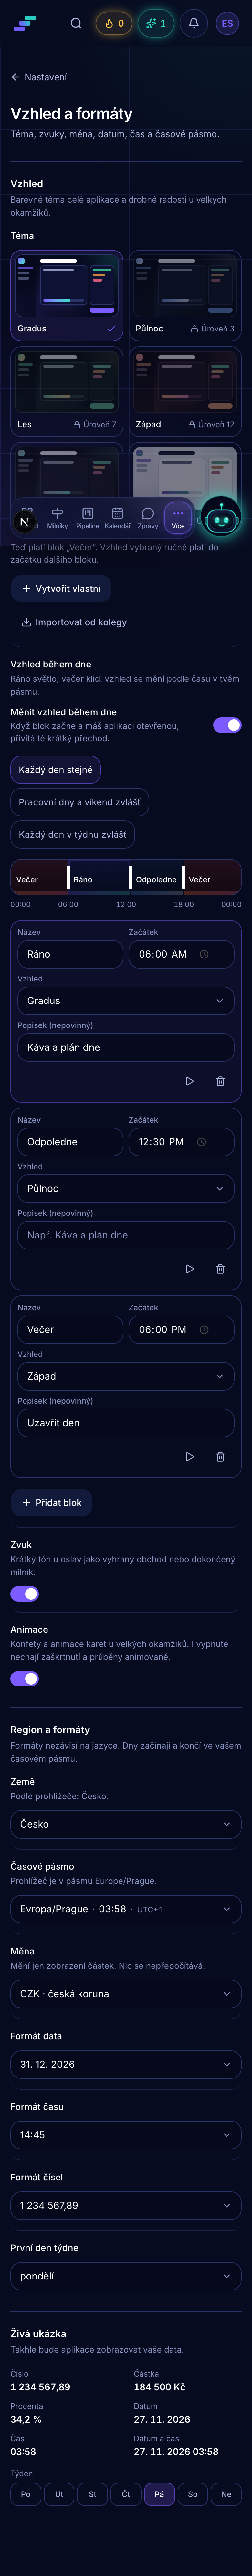 0
1
ES
Nastavení
Vzhled a formáty
Téma, zvuky, měna, datum, čas a časové pásmo.
Vzhled
Barevné téma celé aplikace a drobné radosti u velkých
okamžiků.
Téma
Gradus
Půlnoc
Úroveň 3
Les
Úroveň 7
Západ
Úroveň 12
N
Milníky
Pipeline
Kalendář
Zprávy
Více
Teď platí blok „Večer“. Vzhled vybraný ručně platí do
začátku dalšího bloku.
Vytvořit vlastní
Importovat od kolegy
Vzhled během dne
Ráno světlo, večer klid: vzhled se mění podle času v tvém
pásmu.
Měnit vzhled během dne
Když blok začne a máš aplikaci otevřenou,
přivítá tě krátký přechod.
Každý den stejně
Pracovní dny a víkend zvlášť
Každý den v týdnu zvlášť
Večer
Ráno
Odpoledne
Večer
00:00
06:00
12:00
18:00
00:00
Název
Začátek
Ráno
06:00 AM
Vzhled
Gradus
Popisek (nepovinný)
Káva a plán dne
Název
Začátek
Odpoledne
12:30 PM
Vzhled
Půlnoc
Popisek (nepovinný)
Např. Káva a plán dne
Název
Začátek
Večer
06:00 PM
Vzhled
Západ
Popisek (nepovinný)
Uzavřít den
Přidat blok
Zvuk
Krátký tón u oslav jako vyhraný obchod nebo dokončený
milník.
Animace
Konfety a animace karet u velkých okamžiků. I vypnuté
nechají zaškrtnutí a průběhy animované.
Region a formáty
Formáty nezávisí na jazyce. Dny začínají a končí ve vašem
časovém pásmu.
Země
Podle prohlížeče: Česko.
Česko
Časové pásmo
Prohlížeč je v pásmu Europe/Prague.
Evropa/Prague · 03:58 · UTC+1
Měna
Mění jen zobrazení částek. Nic se nepřepočítává.
CZK · česká koruna
Formát data
31. 12. 2026
Formát času
14:45
Formát čísel
1 234 567,89
První den týdne
pondělí
Živá ukázka
Takhle bude aplikace zobrazovat vaše data.
Číslo
Částka
1 234 567,89
184 500 Kč
Procenta
Datum
34,2 %
27. 11. 2026
Čas
Datum a čas
03:58
27. 11. 2026 03:58
Týden
Po
Út
St
Čt
Pá
So
Ne